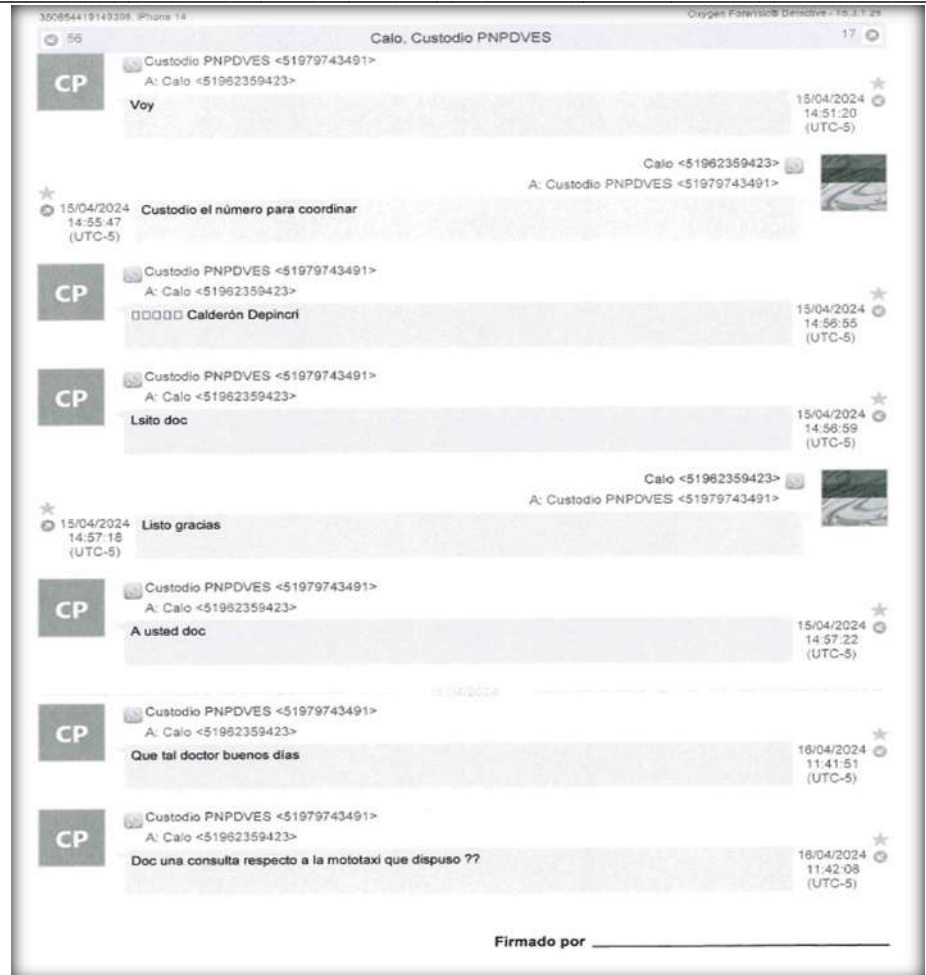 350654419149398, iPhone 14
Oxygen Forensic® Detective - 16.3.1.26
56
Calo, Custodio PNPDVES
17
CP
Custodio PNPDVES <51979743491>
A: Calo <51962359423>
Voy
15/04/2024
14:51:20
(UTC-5)
Calo <51962359423>
A: Custodio PNPDVES <51979743491>
15/04/2024
14:55:47
(UTC-5)
Custodio el número para coordinar
CP
Custodio PNPDVES <51979743491>
A: Calo <51962359423>
□□□□□ Calderón Depincri
15/04/2024
14:56:55
(UTC-5)
CP
Custodio PNPDVES <51979743491>
A: Calo <51962359423>
Lsito doc
15/04/2024
14:56:59
(UTC-5)
Calo <51962359423>
A: Custodio PNPDVES <51979743491>
15/04/2024
14:57:18
(UTC-5)
Listo gracias
CP
Custodio PNPDVES <51979743491>
A: Calo <51962359423>
A usted doc
15/04/2024
14:57:22
(UTC-5)
CP
Custodio PNPDVES <51979743491>
A: Calo <51962359423>
Que tal doctor buenos días
16/04/2024
11:41:51
(UTC-5)
CP
Custodio PNPDVES <51979743491>
A: Calo <51962359423>
Doc una consulta respecto a la mototaxi que dispuso ??
16/04/2024
11:42:08
(UTC-5)
Firmado por